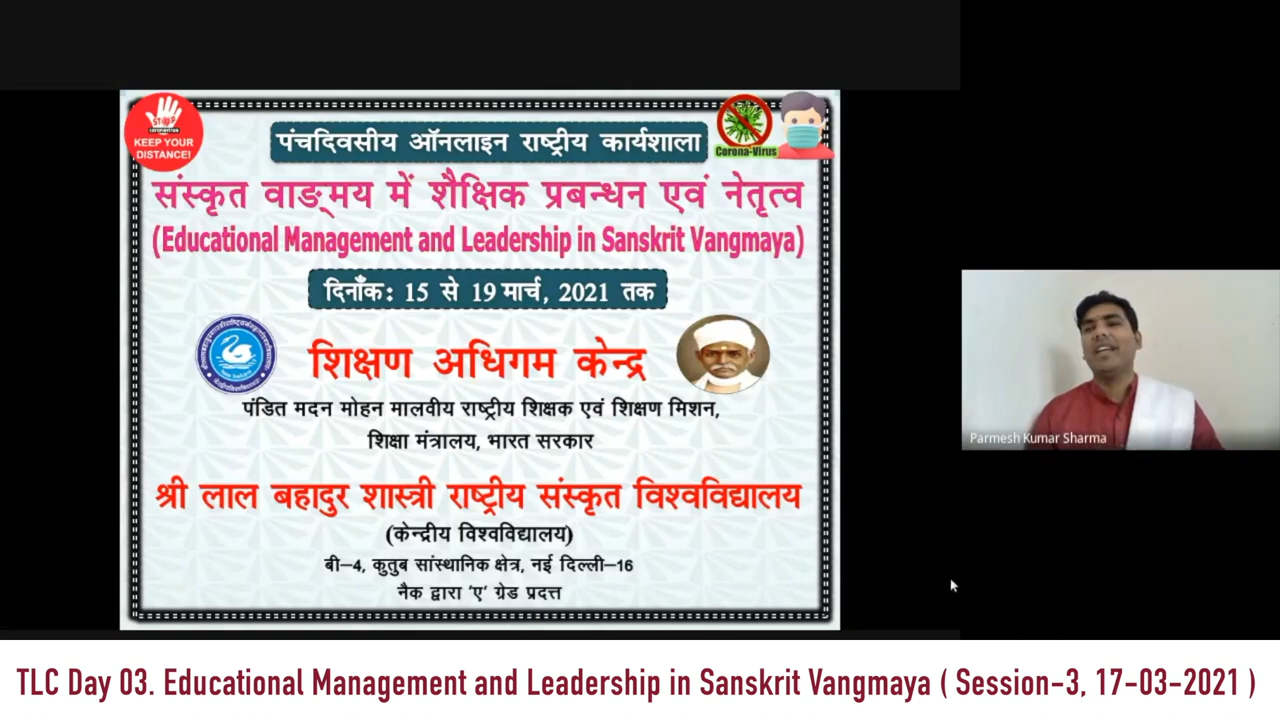 STOP
coronavirus
KEEP YOUR
DISTANCE!
पंचदिवसीय ऑनलाइन राष्ट्रीय कार्यशाला
Corona-Virus
संस्कृत वाङ्मय में शैक्षिक प्रबन्धन एवं नेतृत्व
(Educational Management and Leadership in Sanskrit Vangmaya)
दिनाँक: 15 से 19 मार्च, 2021 तक
शिक्षण अधिगम केन्द्र
पंडित मदन मोहन मालवीय राष्ट्रीय शिक्षक एवं शिक्षण मिशन,
शिक्षा मंत्रालय, भारत सरकार
श्री लाल बहादुर शास्त्री राष्ट्रीय संस्कृत विश्वविद्यालय
(केन्द्रीय विश्वविद्यालय)
बी–4, कुतुब सांस्थानिक क्षेत्र, नई दिल्ली–16
नैक द्वारा 'ए' ग्रेड प्रदत्त
Parmesh Kumar Sharma
TLC Day 03. Educational Management and Leadership in Sanskrit Vangmaya ( Session-3, 17-03-2021 )